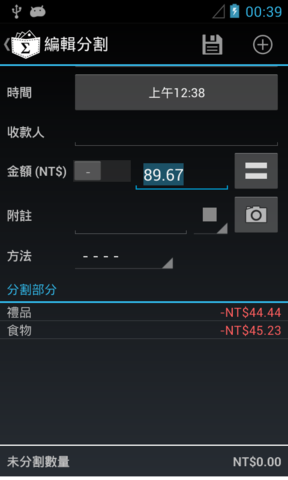 00:39
Σ 編輯分割
時間 上午12:38
收款人
金額 (NT$) - 89.67
附註
方法 - - - -
分割部分
禮品 -NT$44.44
食物 -NT$45.23
未分割數量 NT$0.00